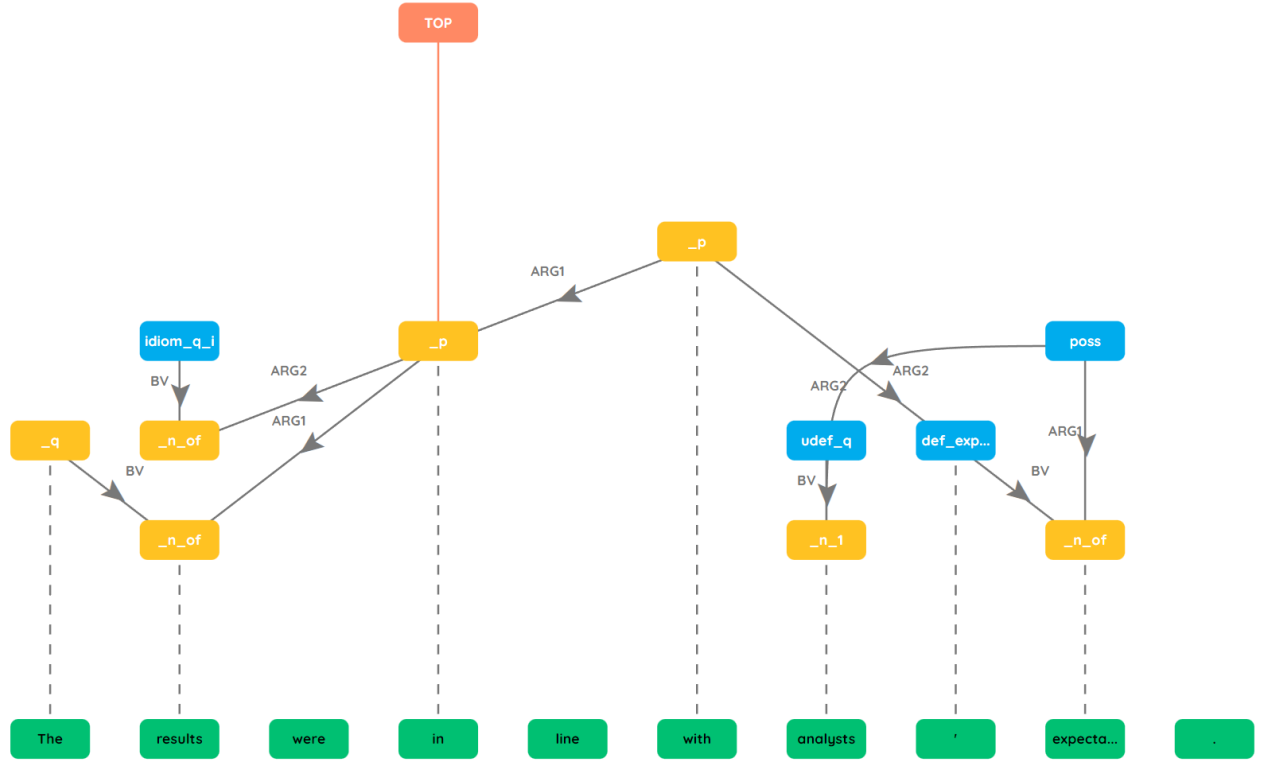 TOP
_p
ARG1
idiom_q_i
_p
poss
BV
ARG2
ARG2
ARG2
ARG1
ARG1
_q
_n_of
udef_q
def_exp...
BV
BV
BV
_n_of
_n_1
_n_of
The results were in line with analysts ' expecta... .